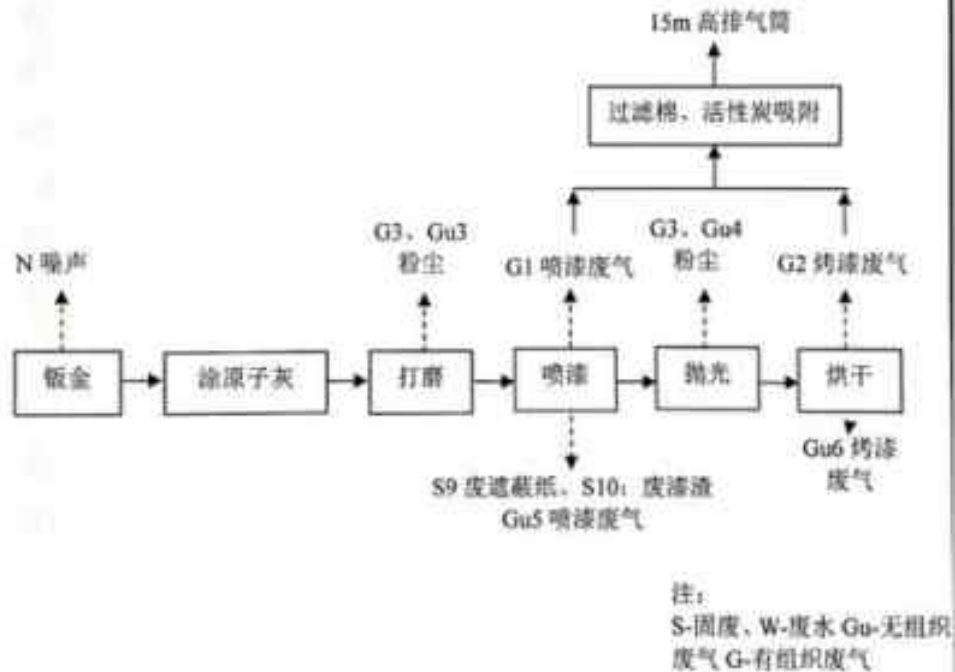 15m 高排气筒
过滤棉、活性炭吸附
G3、Gu3
粉尘
G3、Gu4
粉尘
N 噪声
G1 喷漆废气
G2 烤漆废气
钣金
涂原子灰
打磨
喷漆
抛光
烘干
Gu6 烤漆
废气
S9 废遮蔽纸、S10：废漆渣
Gu5 喷漆废气
注：
S-固废、W-废水 Gu-无组织
废气 G-有组织废气